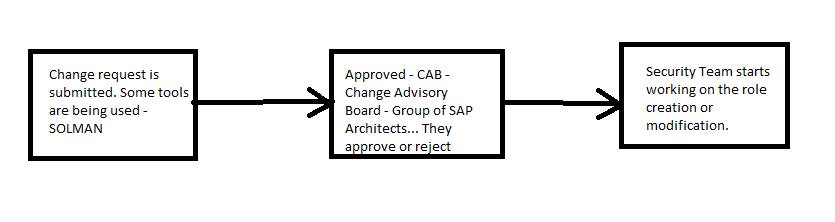 Change request is
submitted. Some tools
are being used -
SOLMAN
Approved - CAB -
Change Advisory
Board - Group of SAP
Architects... They
approve or reject
Security Team starts
working on the role
creation or
modification.